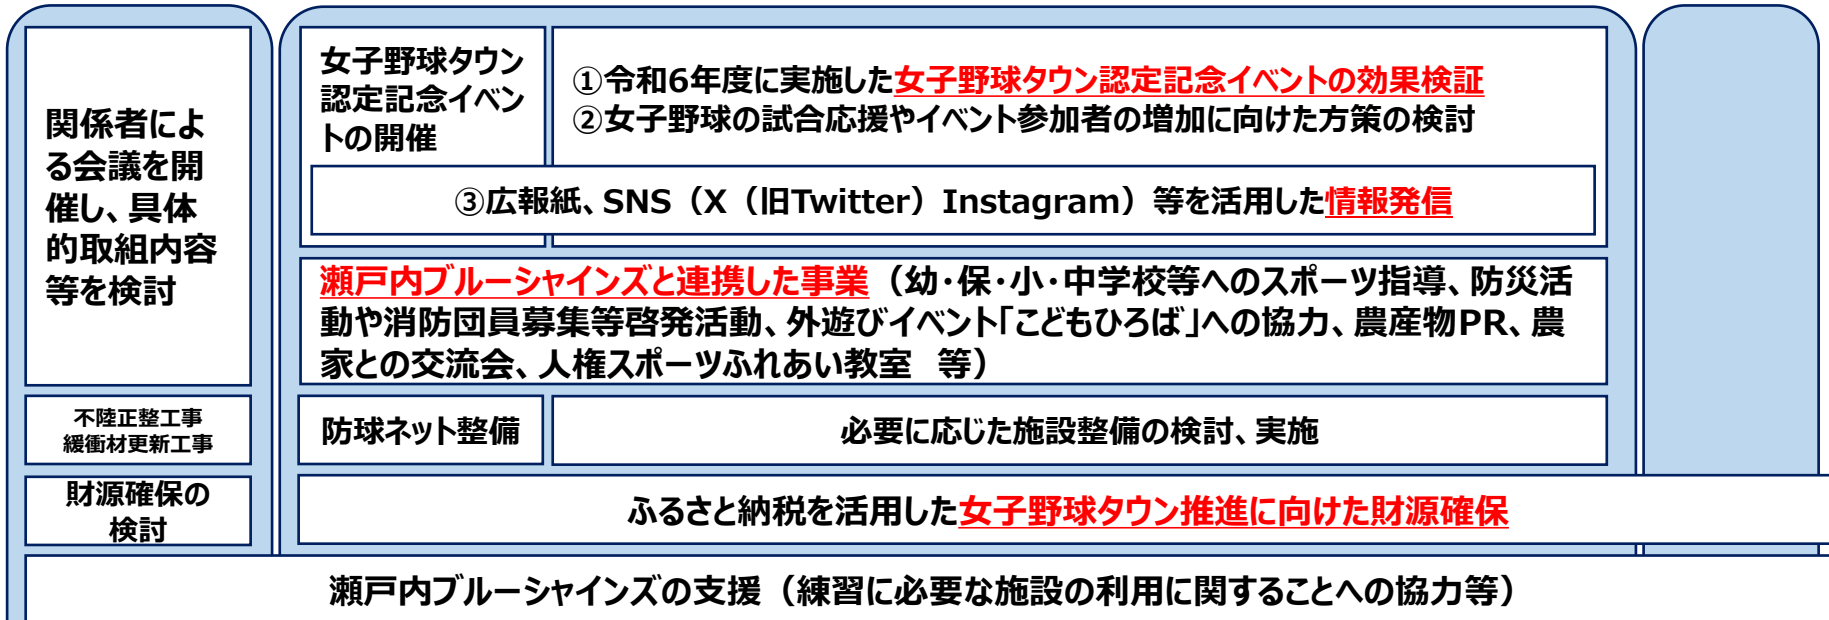 関係者によ
る会議を開
催し、具体
的取組内容
等を検討
女子野球タウン
認定記念イベン
トの開催
①令和6年度に実施した女子野球タウン認定記念イベントの効果検証
②女子野球の試合応援やイベント参加者の増加に向けた方策の検討
③広報紙、SNS（X（旧Twitter）Instagram）等を活用した情報発信
瀬戸内ブルーシャインズと連携した事業（幼・保・小・中学校等へのスポーツ指導、防災活
動や消防団員募集等啓発活動、外遊びイベント「こどもひろば」への協力、農産物PR、農
家との交流会、人権スポーツふれあい教室　等）
不陸正整工事
緩衝材更新工事
防球ネット整備
必要に応じた施設整備の検討、実施
財源確保の
検討
ふるさと納税を活用した女子野球タウン推進に向けた財源確保
瀬戸内ブルーシャインズの支援（練習に必要な施設の利用に関することへの協力等）